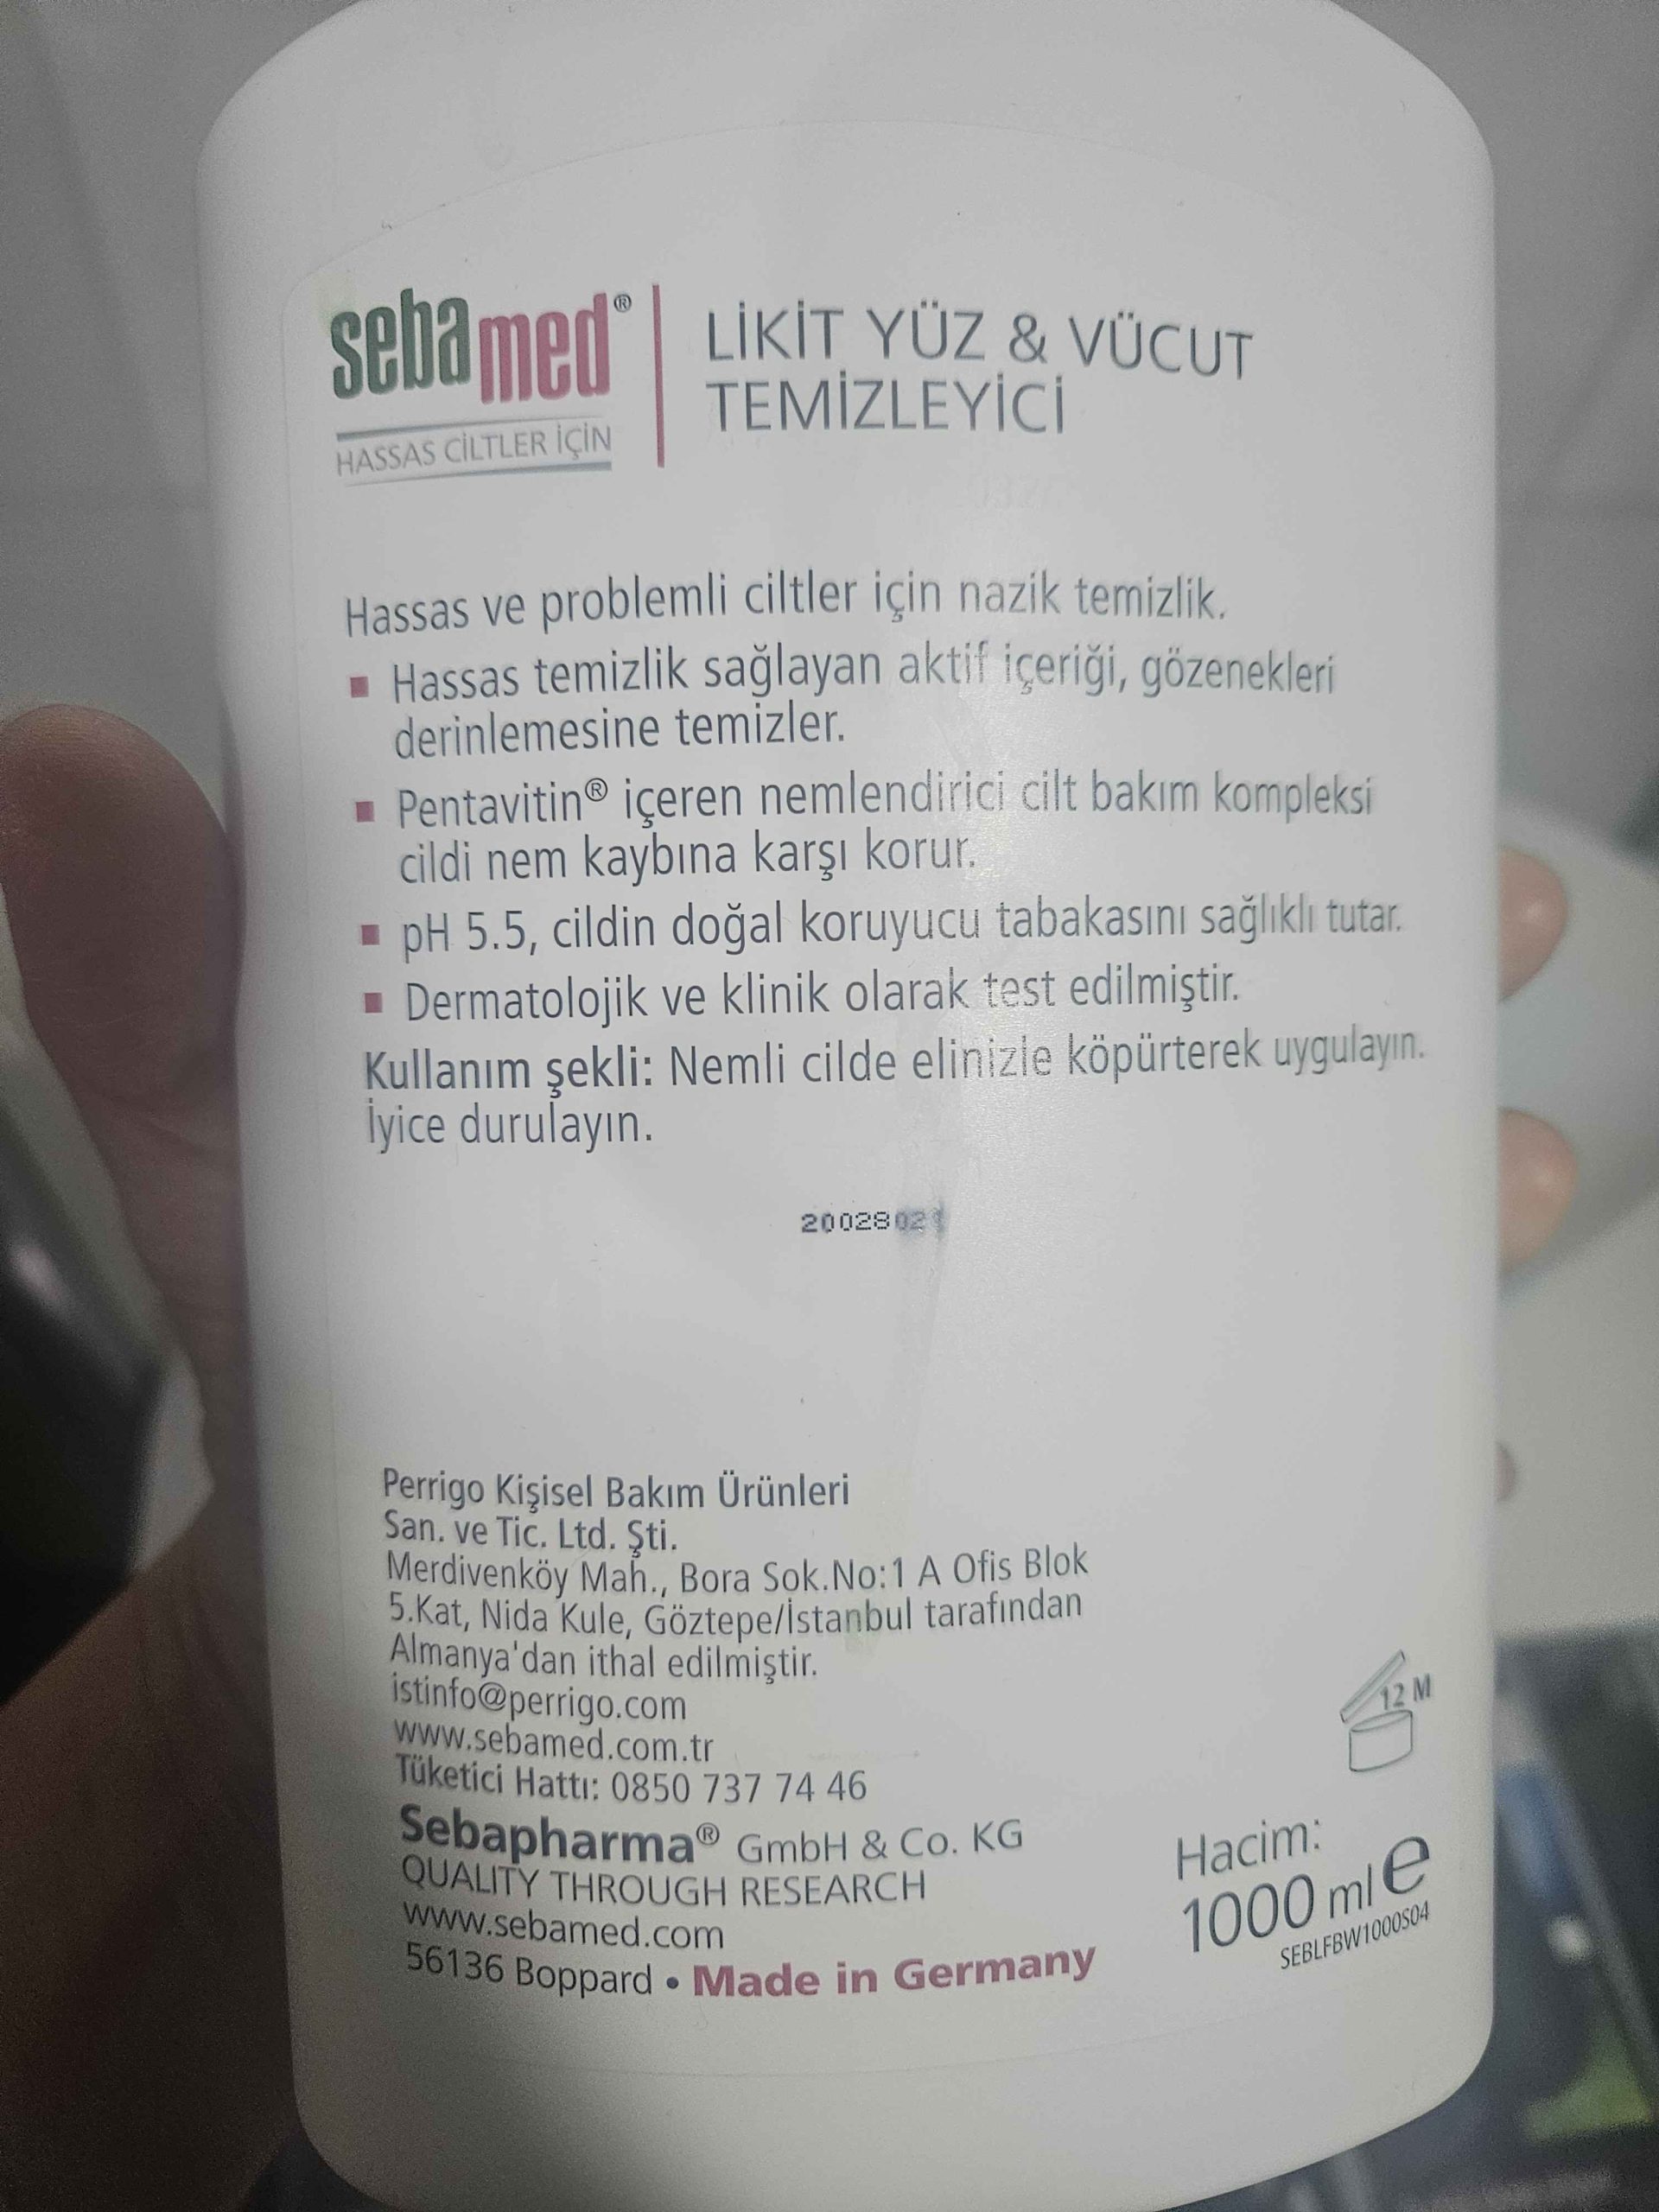 sebamed®
HASSAS CİLTLER İÇİN
LİKİT YÜZ & VÜCUT
TEMİZLEYİCİ
Hassas ve problemli ciltler için nazik temizlik.
▪ Hassas temizlik sağlayan aktif içeriği, gözenekleri
derinlemesine temizler.
▪ Pentavitin® içeren nemlendirici cilt bakım kompleksi
cildi nem kaybına karşı korur.
▪ pH 5.5, cildin doğal koruyucu tabakasını sağlıklı tutar.
▪ Dermatolojik ve klinik olarak test edilmiştir.
Kullanım şekli: Nemli cilde elinizle köpürterek uygulayın.
İyice durulayın.
Perrigo Kişisel Bakım Ürünleri
San. ve Tic. Ltd. Şti.
Merdivenköy Mah., Bora Sok.No:1 A Ofis Blok
5.Kat, Nida Kule, Göztepe/İstanbul tarafından
Almanya'dan ithal edilmiştir.
istinfo@perrigo.com
www.sebamed.com.tr
Tüketici Hattı: 0850 737 74 46
Sebapharma® GmbH & Co. KG
QUALITY THROUGH RESEARCH
www.sebamed.com
56136 Boppard • Made in Germany
12 M
Hacim:
1000 ml e
SEBLFBW1000S04